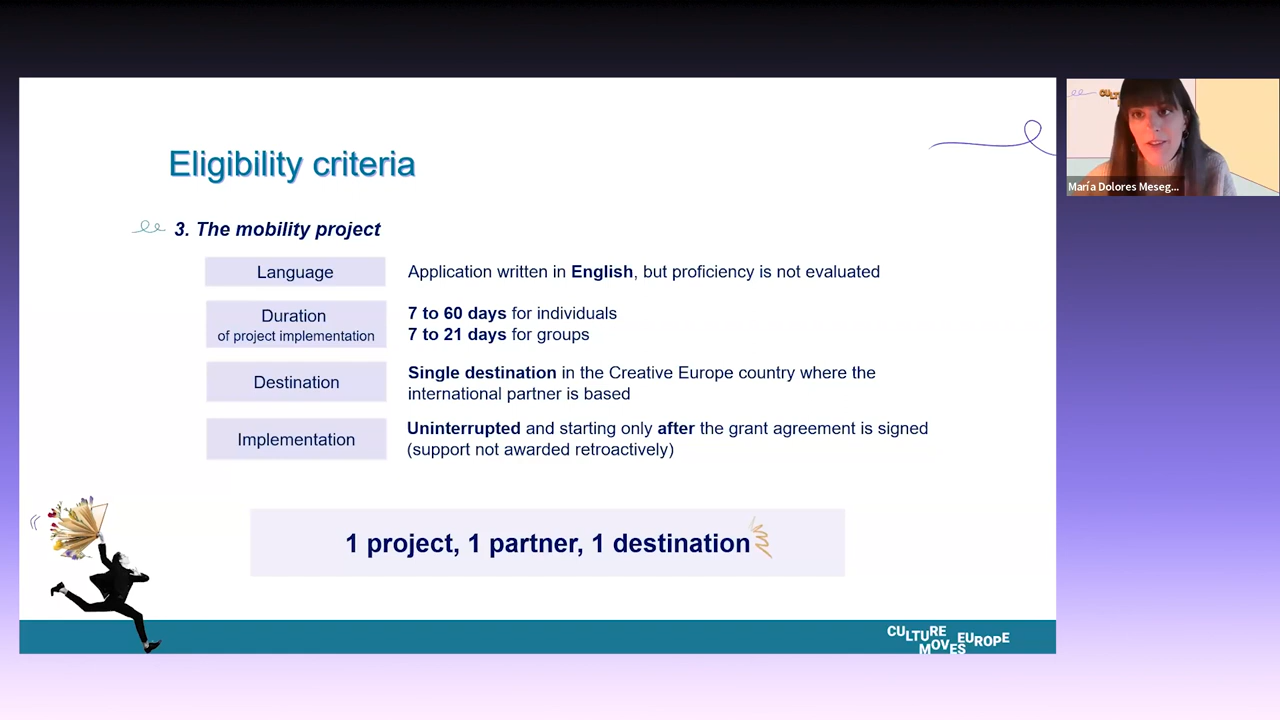 Eligibility criteria
3. The mobility project
Language
Application written in English, but proficiency is not evaluated
Duration
of project implementation
7 to 60 days for individuals
7 to 21 days for groups
Destination
Single destination in the Creative Europe country where the
international partner is based
Implementation
Uninterrupted and starting only after the grant agreement is signed
(support not awarded retroactively)
1 project, 1 partner, 1 destination
CULTURE
MOVES EUROPE
CULT
María Dolores Meseg...